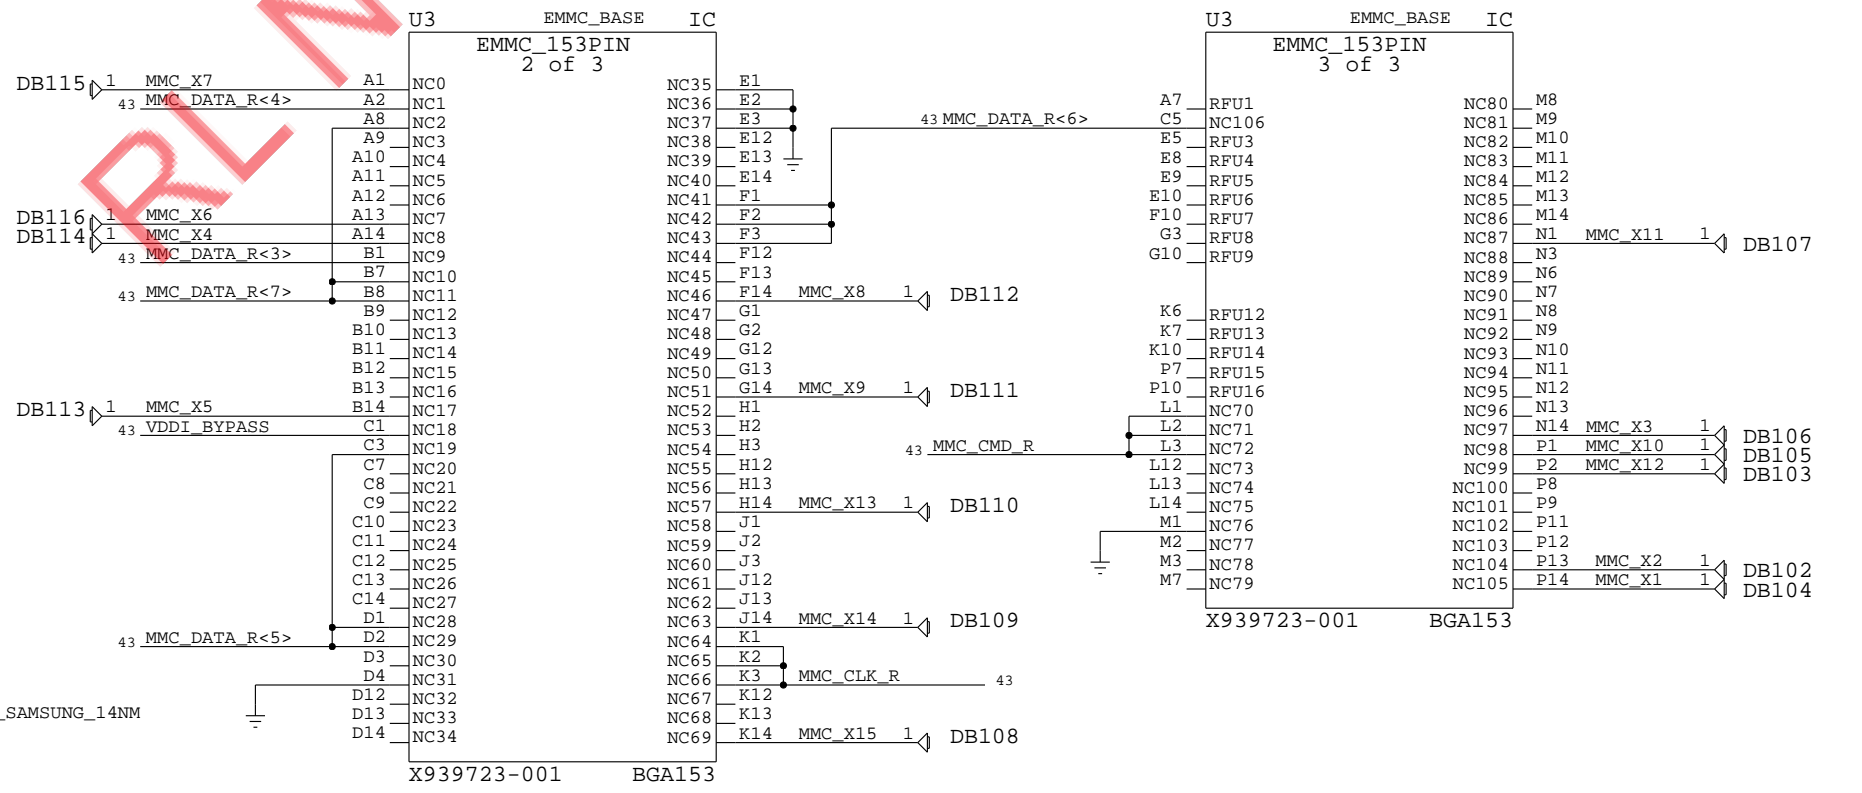 U3 EMMC_BASE IC
EMMC_153PIN
2 of 3
DB115 1 MMC_X7 A1 NC0
43 MMC_DATA_R<4> A2 NC1
A8 NC2
A9 NC3
A10 NC4
A11 NC5
A12 NC6
DB116 1 MMC_X6 A13 NC7
DB114 1 MMC_X4 A14 NC8
43 MMC_DATA_R<3> B1 NC9
B7 NC10
43 MMC_DATA_R<7> B8 NC11
B9 NC12
B10 NC13
B11 NC14
B12 NC15
B13 NC16
DB113 1 MMC_X5 B14 NC17
43 VDDI_BYPASS C1 NC18
C3 NC19
C7 NC20
C8 NC21
C9 NC22
C10 NC23
C11 NC24
C12 NC25
C13 NC26
C14 NC27
D1 NC28
43 MMC_DATA_R<5> D2 NC29
D3 NC30
D4 NC31
D12 NC32
_SAMSUNG_14NM D13 NC33
D14 NC34
NC35 E1
NC36 E2
NC37 E3
NC38 E12
NC39 E13
NC40 E14
NC41 F1
NC42 F2
NC43 F3
NC44 F12
NC45 F13
NC46 F14 MMC_X8 1 DB112
NC47 G1
NC48 G2
NC49 G12
NC50 G13
NC51 G14 MMC_X9 1 DB111
NC52 H1
NC53 H2
NC54 H3
NC55 H12
NC56 H13
NC57 H14 MMC_X13 1 DB110
NC58 J1
NC59 J2
NC60 J3
NC61 J12
NC62 J13
NC63 J14 MMC_X14 1 DB109
NC64 K1
NC65 K2
NC66 K3 MMC_CLK_R 43
NC67 K12
NC68 K13
NC69 K14 MMC_X15 1 DB108
X939723-001 BGA153
U3 EMMC_BASE IC
EMMC_153PIN
3 of 3
A7 RFU1
43 MMC_DATA_R<6> C5 NC106
E5 RFU3
E8 RFU4
E9 RFU5
E10 RFU6
F10 RFU7
G3 RFU8
G10 RFU9
K6 RFU12
K7 RFU13
K10 RFU14
P7 RFU15
P10 RFU16
L1 NC70
L2 NC71
43 MMC_CMD_R L3 NC72
L12 NC73
L13 NC74
L14 NC75
M1 NC76
M2 NC77
M3 NC78
M7 NC79
NC80 M8
NC81 M9
NC82 M10
NC83 M11
NC84 M12
NC85 M13
NC86 M14
NC87 N1 MMC_X11 1 DB107
NC88 N3
NC89 N6
NC90 N7
NC91 N8
NC92 N9
NC93 N10
NC94 N11
NC95 N12
NC96 N13
NC97 N14 MMC_X3 1 DB106
NC98 P1 MMC_X10 1 DB105
NC99 P2 MMC_X12 1 DB103
NC100 P8
NC101 P9
NC102 P11
NC103 P12
NC104 P13 MMC_X2 1 DB102
NC105 P14 MMC_X1 1 DB104
X939723-001 BGA153
RL N